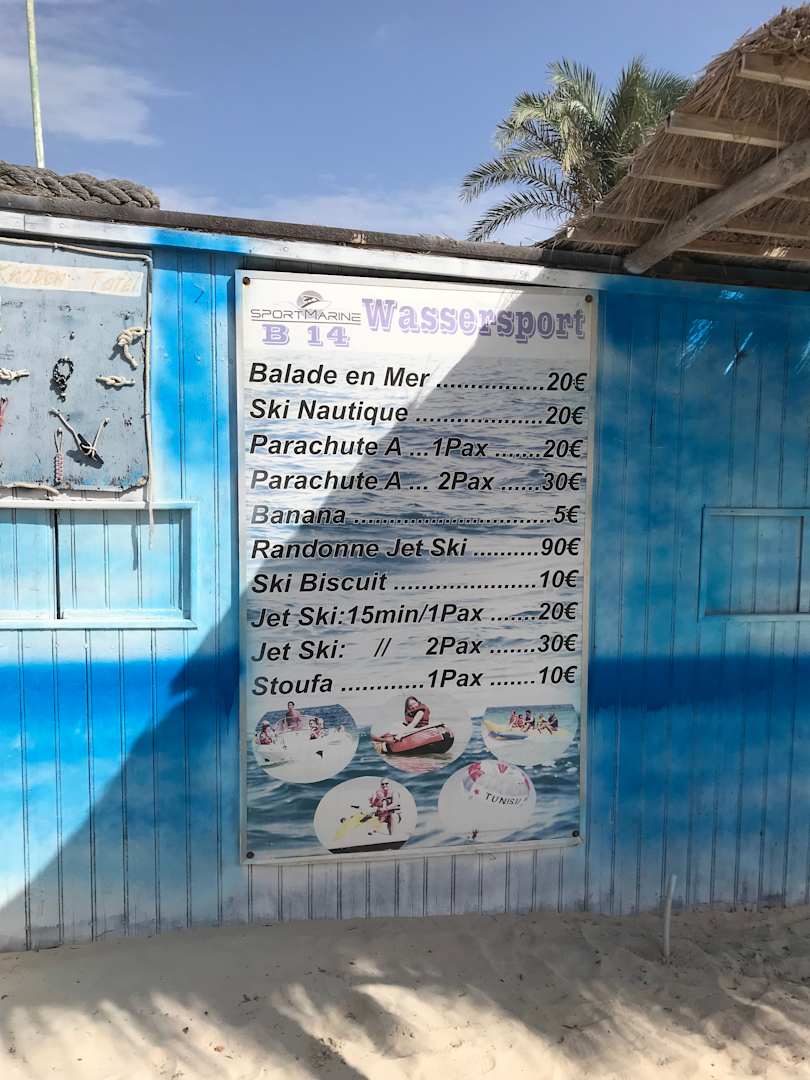 SPORTMARINE
B 14
Wassersport
Balade en Mer ................20€
Ski Nautique ..................20€
Parachute A ...1Pax .......20€
Parachute A ... 2Pax ......30€
Banana .............................5€
Randonne Jet Ski ..........90€
Ski Biscuit .....................10€
Jet Ski:15min/1Pax .......20€
Jet Ski: // 2Pax .......30€
Stoufa ............1Pax .......10€